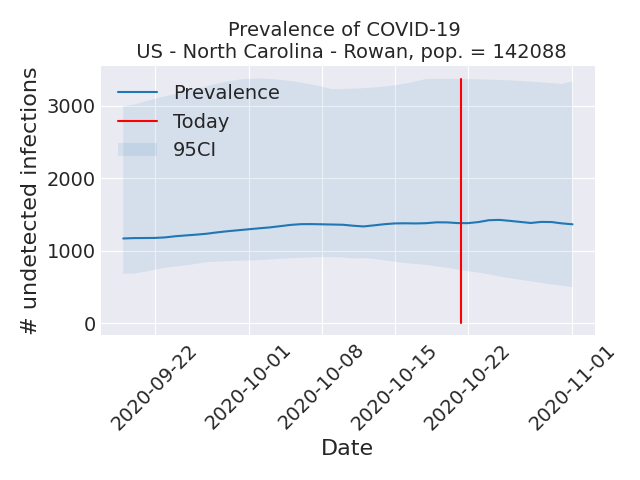 Prevalence of COVID-19
US - North Carolina - Rowan, pop. = 142088
# undetected infections
3000
2000
1000
0
Prevalence
Today
95CI
2020-09-22
2020-10-01
2020-10-08
2020-10-15
2020-10-22
2020-11-01
Date